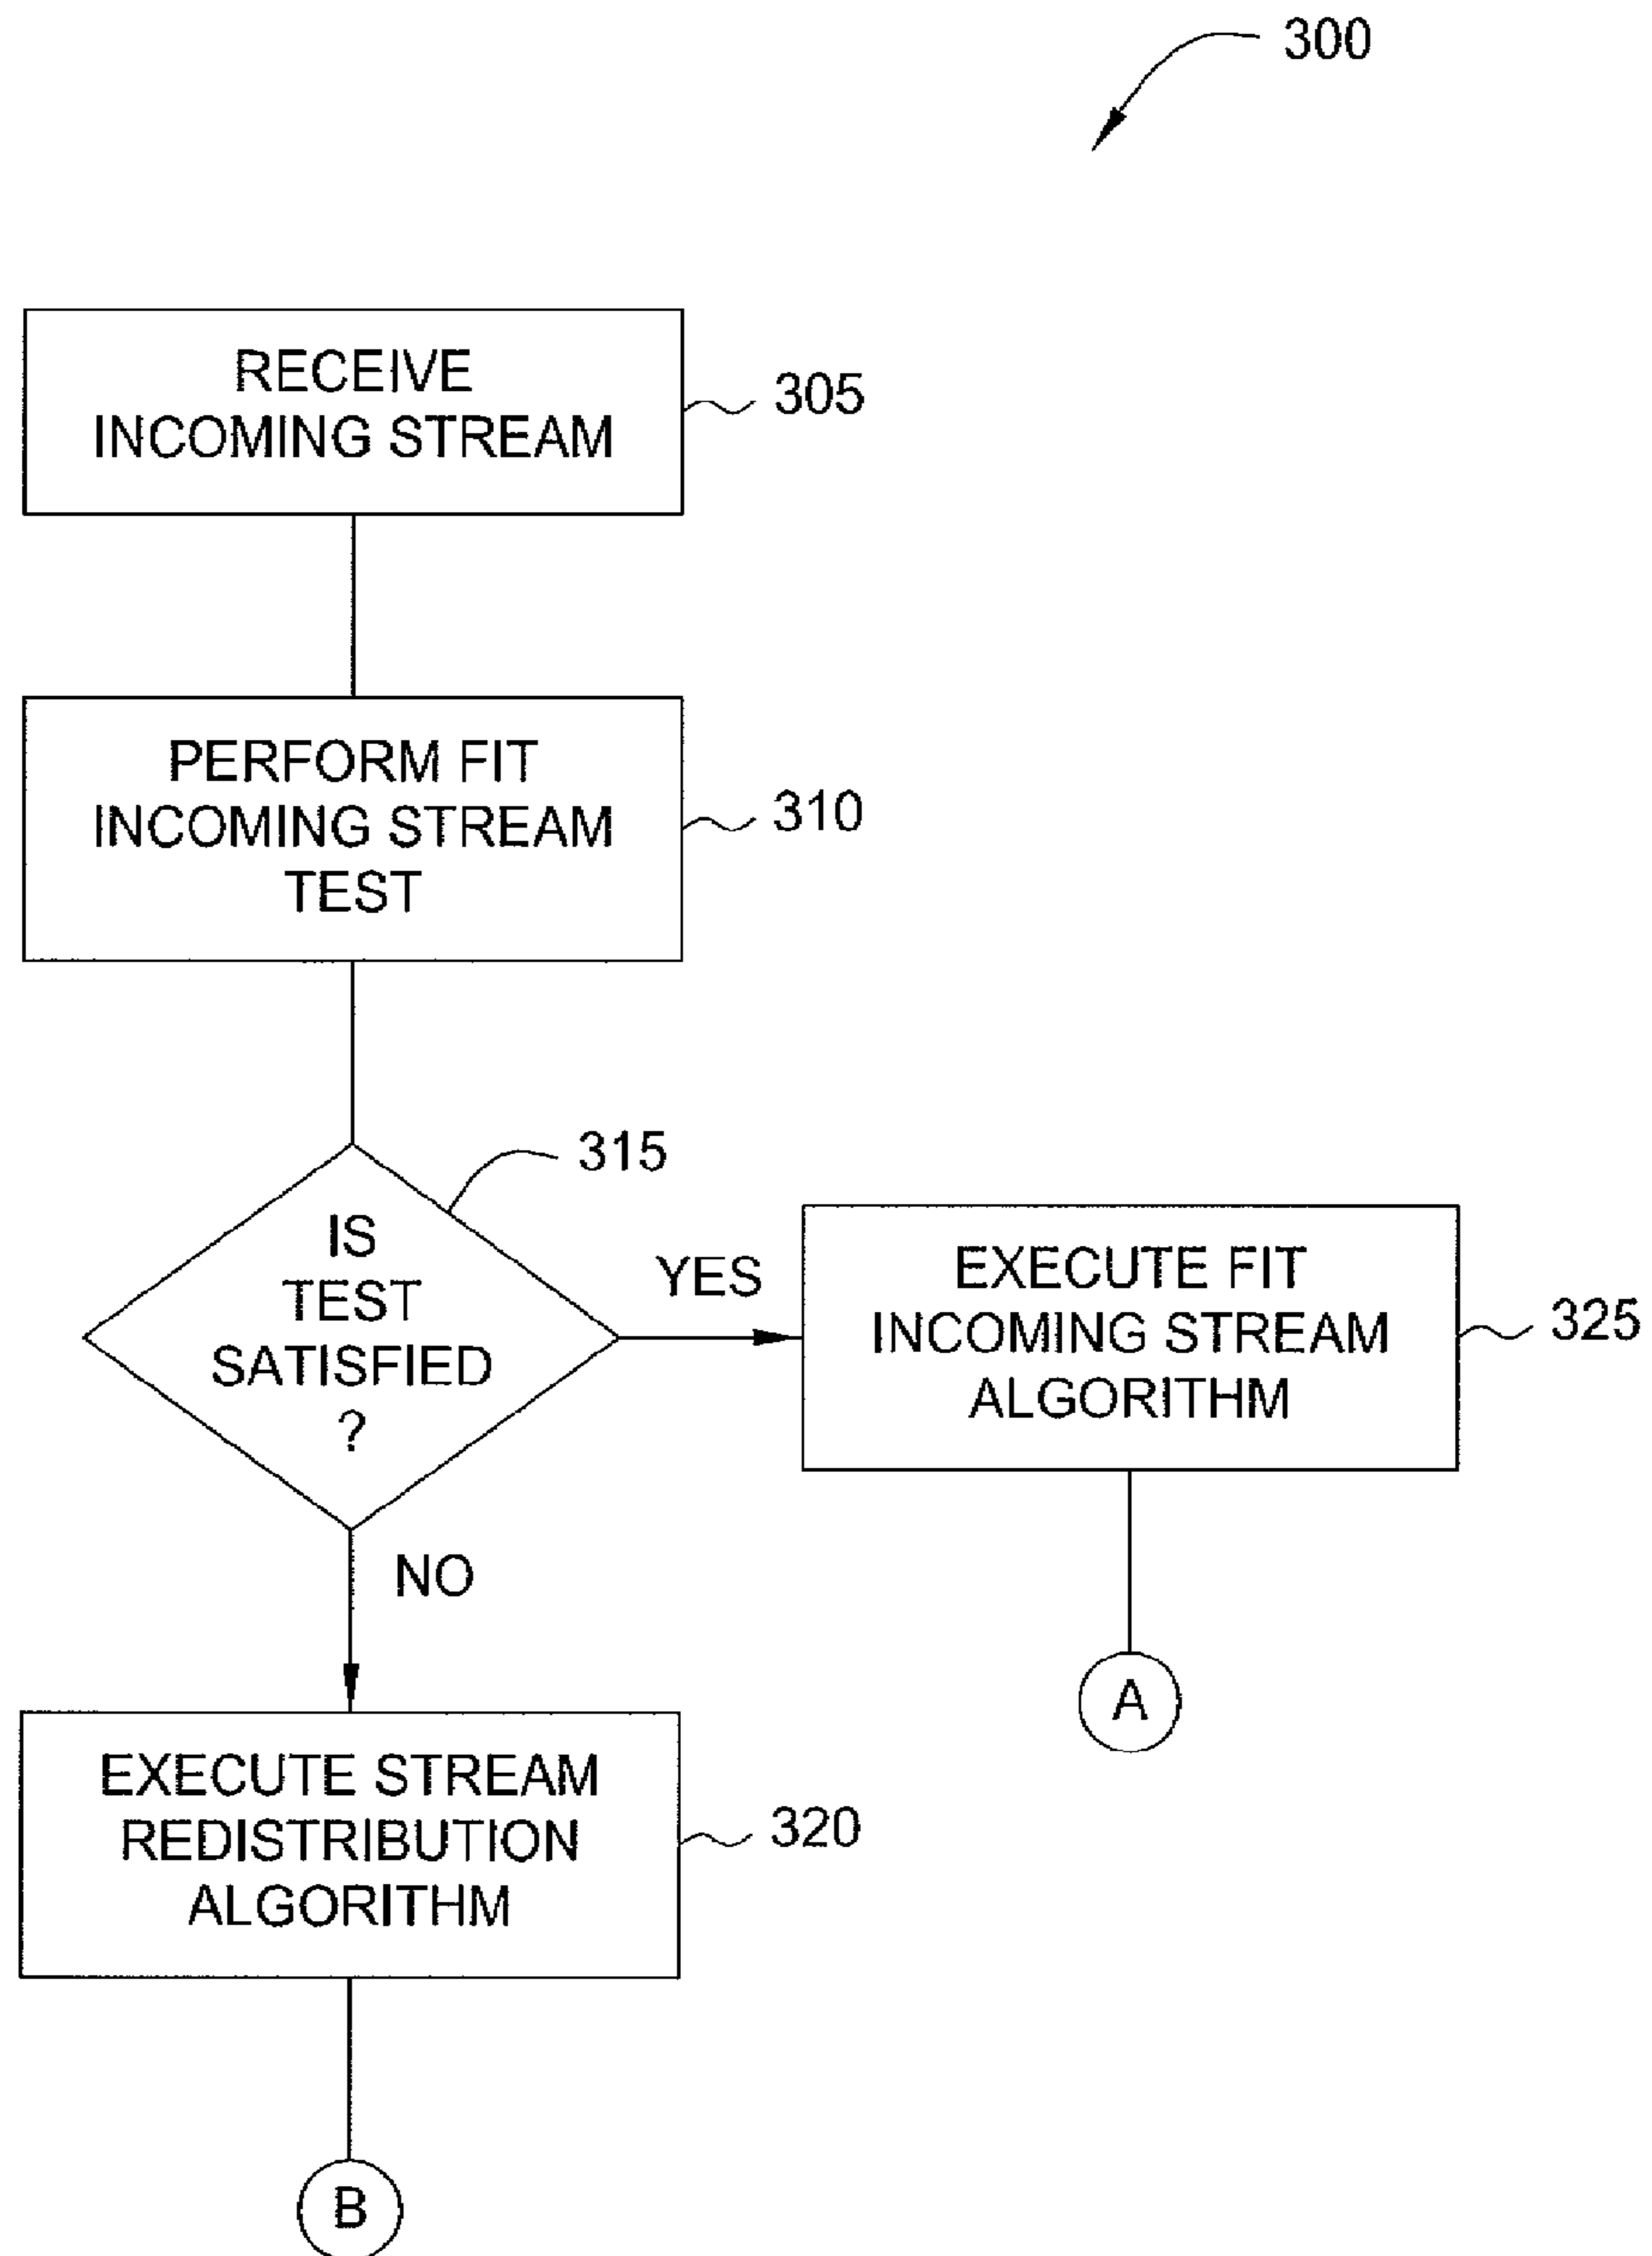 300
RECEIVE
INCOMING STREAM
305
PERFORM FIT
INCOMING STREAM
TEST
310
315
IS
TEST
SATISFIED
?
YES
EXECUTE FIT
INCOMING STREAM
ALGORITHM
325
NO
A
EXECUTE STREAM
REDISTRIBUTION
ALGORITHM
320
B